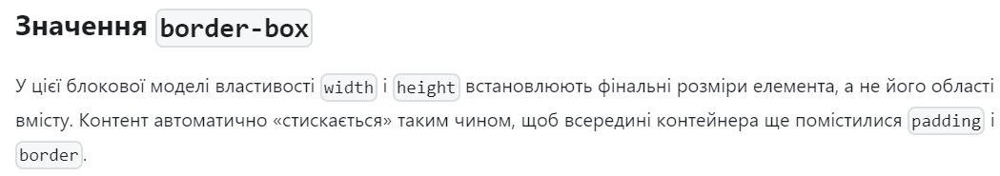 Значення border-box
У цієї блокової моделі властивості width і height встановлюють фінальні розміри елемента, а не його області
вмісту. Контент автоматично «стискається» таким чином, щоб всередині контейнера ще помістилися padding і
border.